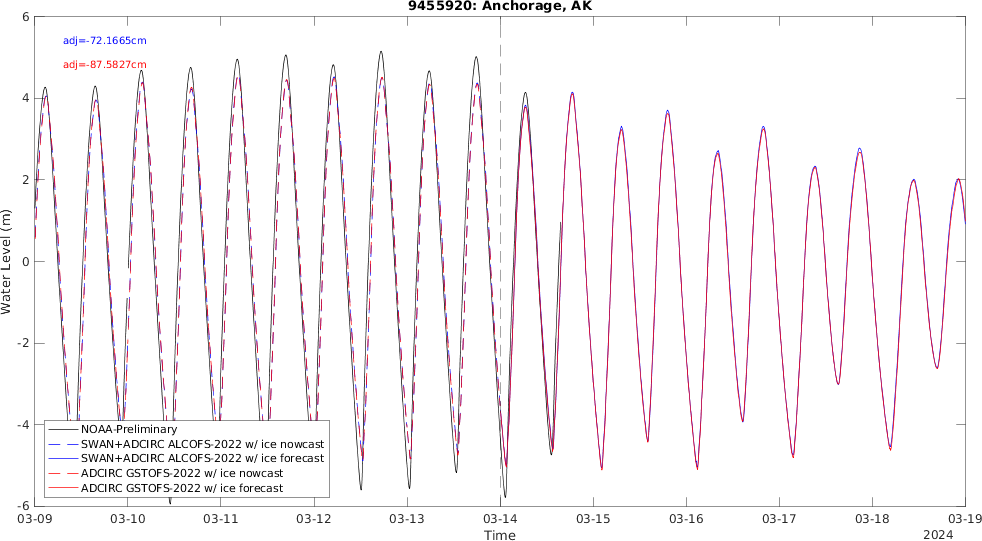 9455920: Anchorage, AK
6
adj=-72.1665cm
adj=-87.5827cm
4
2
0
-2
-4
-6
Water Level (m)
NOAA-Preliminary
SWAN+ADCIRC ALCOFS-2022 w/ ice nowcast
SWAN+ADCIRC ALCOFS-2022 w/ ice forecast
ADCIRC GSTOFS-2022 w/ ice nowcast
ADCIRC GSTOFS-2022 w/ ice forecast
03-09 03-10 03-11 03-12 03-13 03-14 03-15 03-16 03-17 03-18 03-19
Time
2024